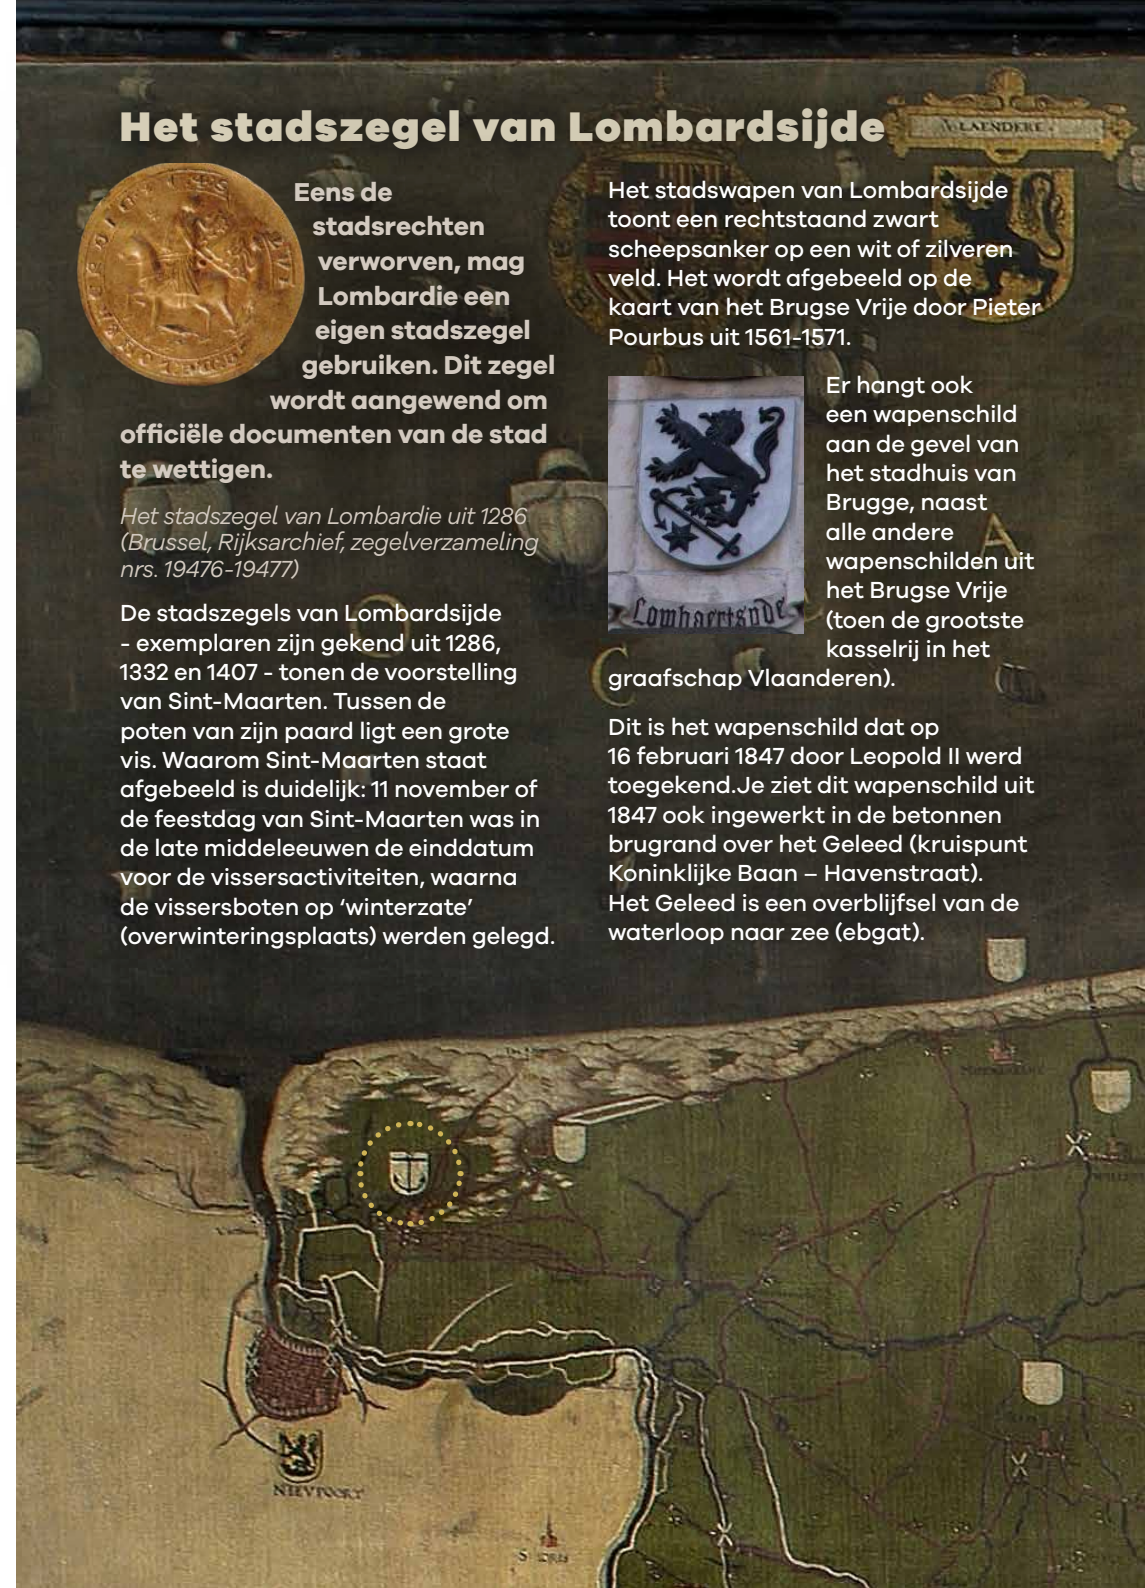 Het stadszegel van Lombardsijde
Eens de
stadsrechten
verworven, mag
Lombardie een
eigen stadszegel
gebruiken. Dit zegel
wordt aangewend om
officiële documenten van de stad
te wettigen.
Het stadszegel van Lombardie uit 1286
(Brussel, Rijksarchief, zegelverzameling
nrs. 19476-19477)
De stadszegels van Lombardsijde
- exemplaren zijn gekend uit 1286,
1332 en 1407 - tonen de voorstelling
van Sint-Maarten. Tussen de
poten van zijn paard ligt een grote
vis. Waarom Sint-Maarten staat
afgebeeld is duidelijk: 11 november of
de feestdag van Sint-Maarten was in
de late middeleeuwen de einddatum
voor de vissersactiviteiten, waarna
de vissersboten op ‘winterzate’
(overwinteringsplaats) werden gelegd.
Het stadswapen van Lombardsijde
toont een rechtstaand zwart
scheepsanker op een wit of zilveren
veld. Het wordt afgebeeld op de
kaart van het Brugse Vrije door Pieter
Pourbus uit 1561-1571.
Er hangt ook
een wapenschild
aan de gevel van
het stadhuis van
Brugge, naast
alle andere
wapenschilden uit
het Brugse Vrije
(toen de grootste
kasselrij in het
graafschap Vlaanderen).
Dit is het wapenschild dat op
16 februari 1847 door Leopold II werd
toegekend.Je ziet dit wapenschild uit
1847 ook ingewerkt in de betonnen
brugrand over het Geleed (kruispunt
Koninklijke Baan – Havenstraat).
Het Geleed is een overblijfsel van de
waterloop naar zee (ebgat).
VLAENDERE
A
C
NIEVPOORT